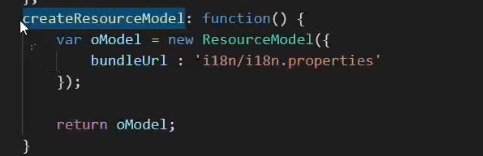 };
createResourceModel: function() {
    var oModel = new ResourceModel({
        bundleUrl : 'i18n/i18n.properties'
    });

    return oModel;
}